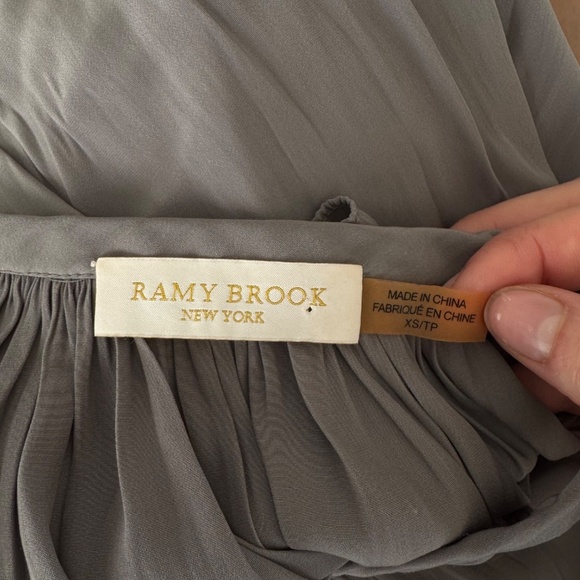 RAMY BROOK
NEW YORK
MADE IN CHINA
FABRIQUÉ EN CHINE
XS/TP